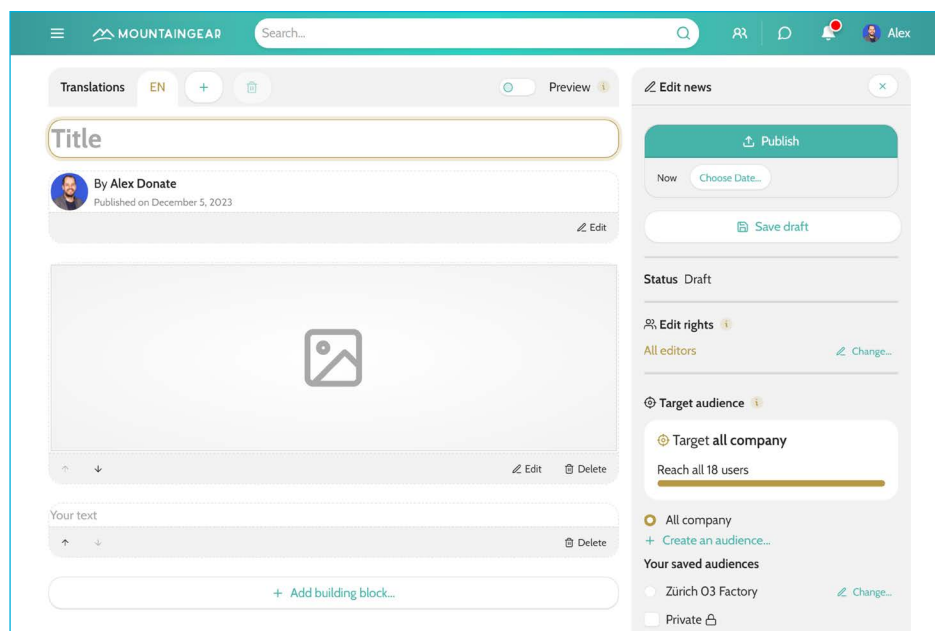 MOUNTAINGEAR
Search...
Alex
Translations EN + Preview i
Title
By Alex Donate
Published on December 5, 2023
Edit
Edit Delete
Your text
Delete
+ Add building block...
Edit news
Publish
Now Choose Date...
Save draft
Status Draft
Edit rights i
All editors Change...
Target audience i
Target all company
Reach all 18 users
All company
+ Create an audience...
Your saved audiences
Zürich 03 Factory Change...
Private